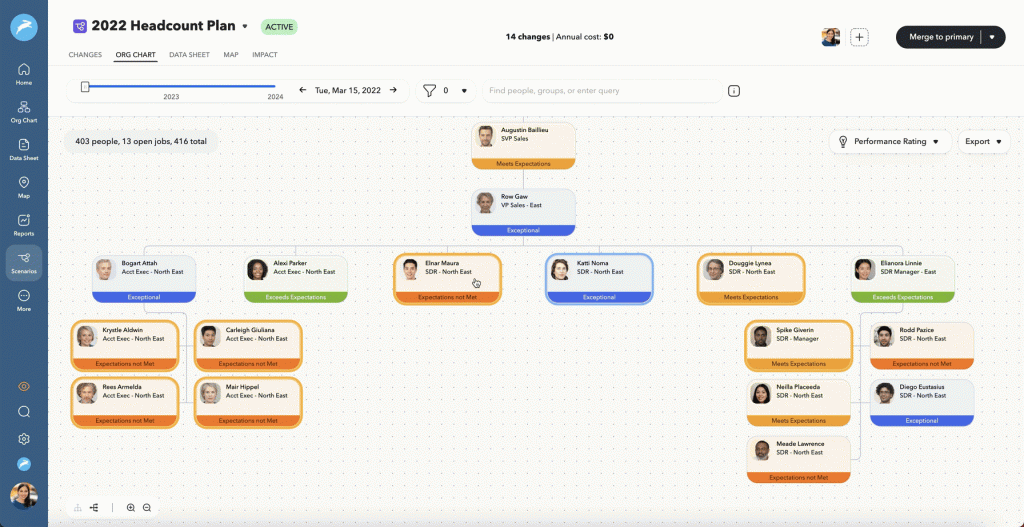 2022 Headcount Plan
ACTIVE
14 changes | Annual cost: $0
Merge to primary
CHANGES
ORG CHART
DATA SHEET
MAP
IMPACT
2023
2024
Tue, Mar 15, 2022
0
Find people, groups, or enter query
403 people, 13 open jobs, 416 total
Performance Rating
Export
Home
Org Chart
Data Sheet
Map
Reports
Scenarios
More
Augustin Baillieu
SVP Sales
Meets Expectations
Row Gaw
VP Sales - East
Exceptional
Bogart Attah
Acct Exec - North East
Exceptional
Alexi Parker
Acct Exec - North East
Exceeds Expectations
Elnar Maura
SDR - North East
Expectations not Met
Katti Noma
SDR - North East
Exceptional
Douggie Lynea
SDR - North East
Meets Expectations
Elianora Linnie
SDR Manager - East
Exceeds Expectations
Krystle Aldwin
Acct Exec - North East
Expectations not Met
Carleigh Giuliana
Acct Exec - North East
Expectations not Met
Rees Armelda
Acct Exec - North East
Expectations not Met
Mair Hippel
Acct Exec - North East
Expectations not Met
Spike Giverin
SDR - Manager
Meets Expectations
Rodd Pazice
SDR - North East
Expectations not Met
Neilla Placeeda
SDR - North East
Meets Expectations
Diego Eustasius
SDR - North East
Exceptional
Meade Lawrence
SDR - North East
Expectations not Met